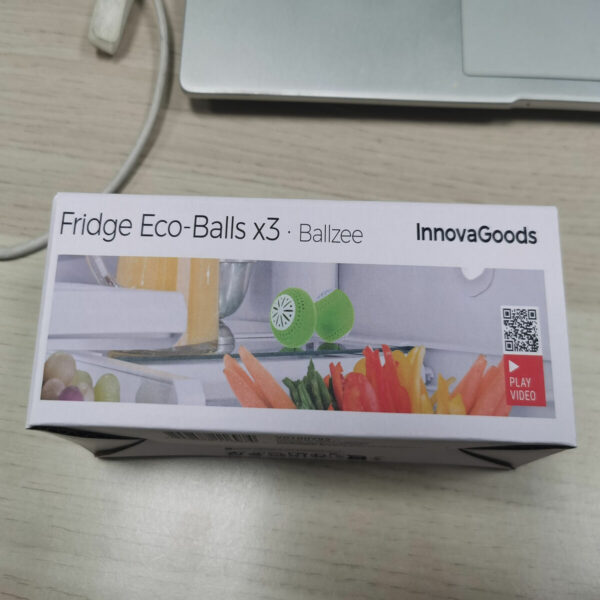 Fridge Eco-Balls x3 · Ballzee
InnovaGoods
PLAY
VIDEO